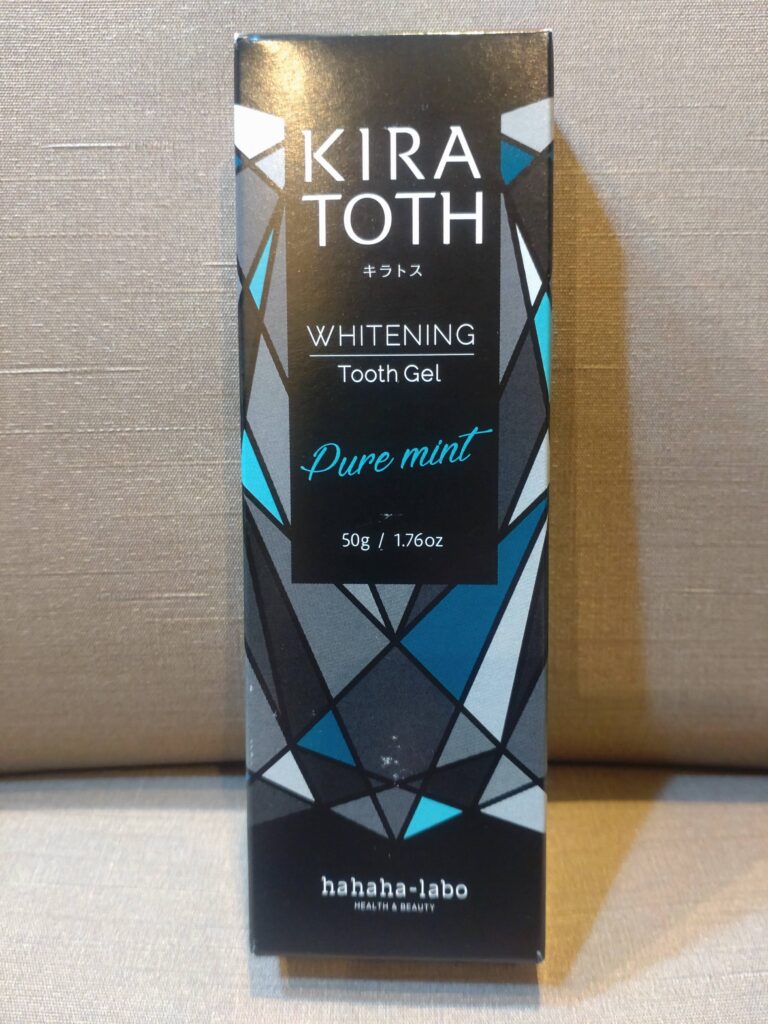 KIRA
TOTH
キラトス
WHITENING
Tooth Gel
Pure mint
50g / 1.76oz
hahaha-labo
HEALTH & BEAUTY